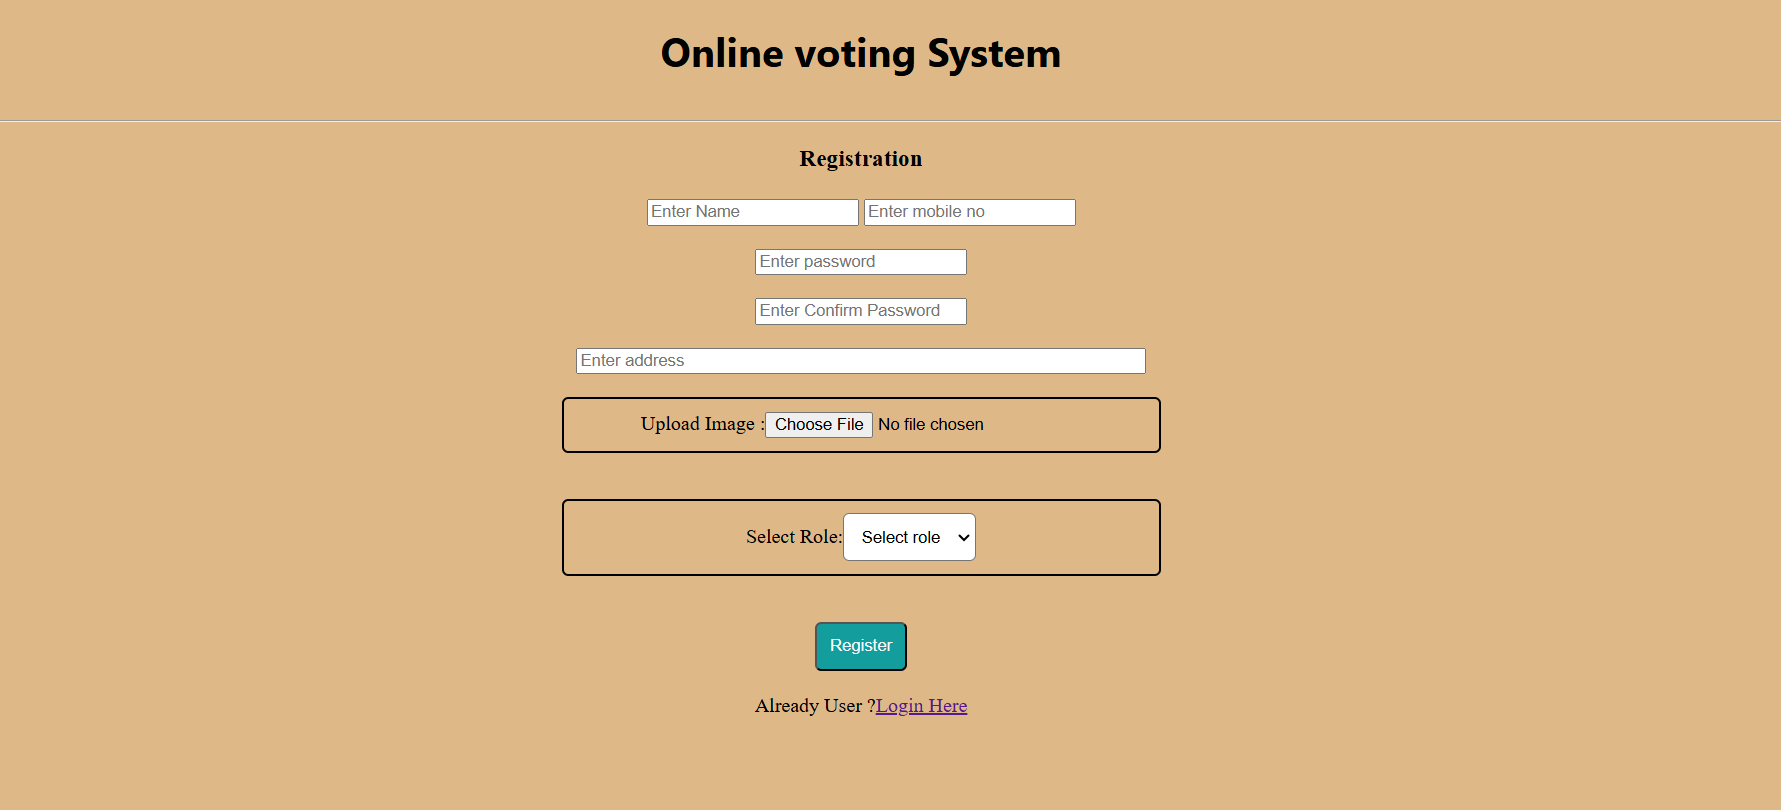 Online voting System
Registration
Enter Name Enter mobile no
Enter password
Enter Confirm Password
Enter address
Upload Image :Choose File No file chosen
Select Role:Select role
Register
Already User ?Login Here